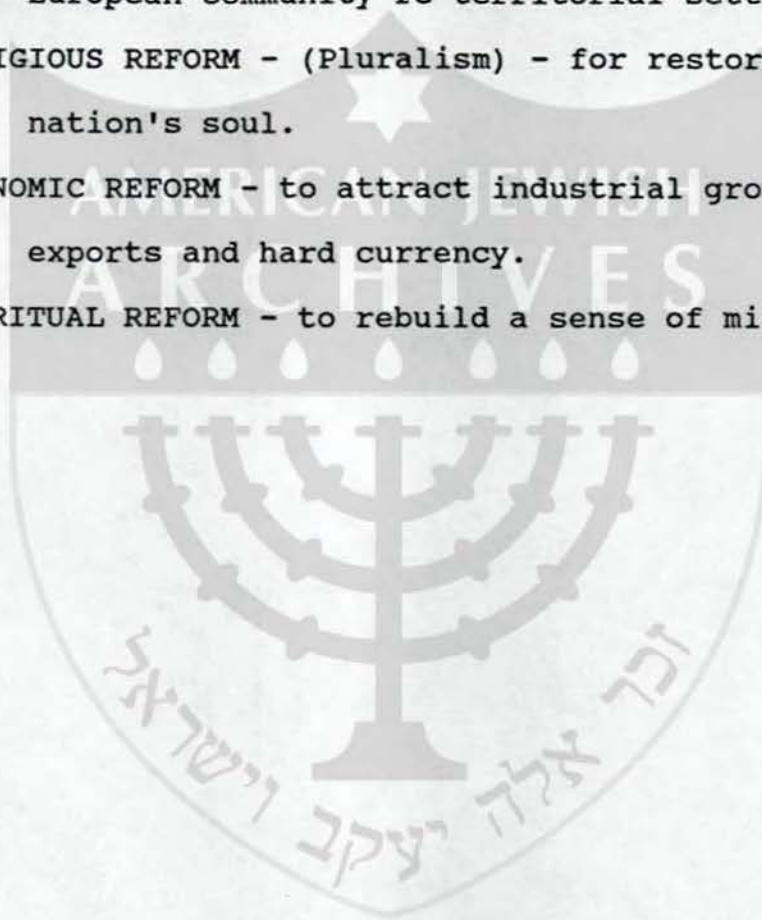 European Community re territorial sett
IGIOUS REFORM - (Pluralism) - for restor
nation's soul.
NOMIC REFORM - to attract industrial gro
exports and hard currency.
RITUAL REFORM - to rebuild a sense of mi
AMERICAN JEWISH
ARCHIVES
זכר אלה יעקב וישראל